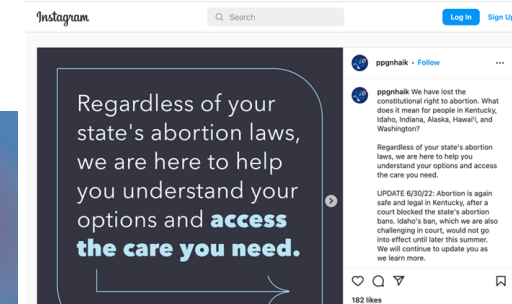 Instagram
Search
Log In
Sign Up
Regardless of your
state's abortion laws,
we are here to help
you understand your
options and access
the care you need.
ppgnhaik • Follow
ppgnhaik We have lost the
constitutional right to abortion. What
does it mean for people in Kentucky,
Idaho, Indiana, Alaska, Hawai'i, and
Washington?
Regardless of your state's abortion
laws, we are here to help you
understand your options and access
the care you need.
UPDATE 6/30/22: Abortion is again
safe and legal in Kentucky, after a
court blocked the state's abortion
bans. Idaho's ban, which we are also
challenging in court, would not go
into effect until later this summer.
We will continue to update you as
we learn more.
182 likes